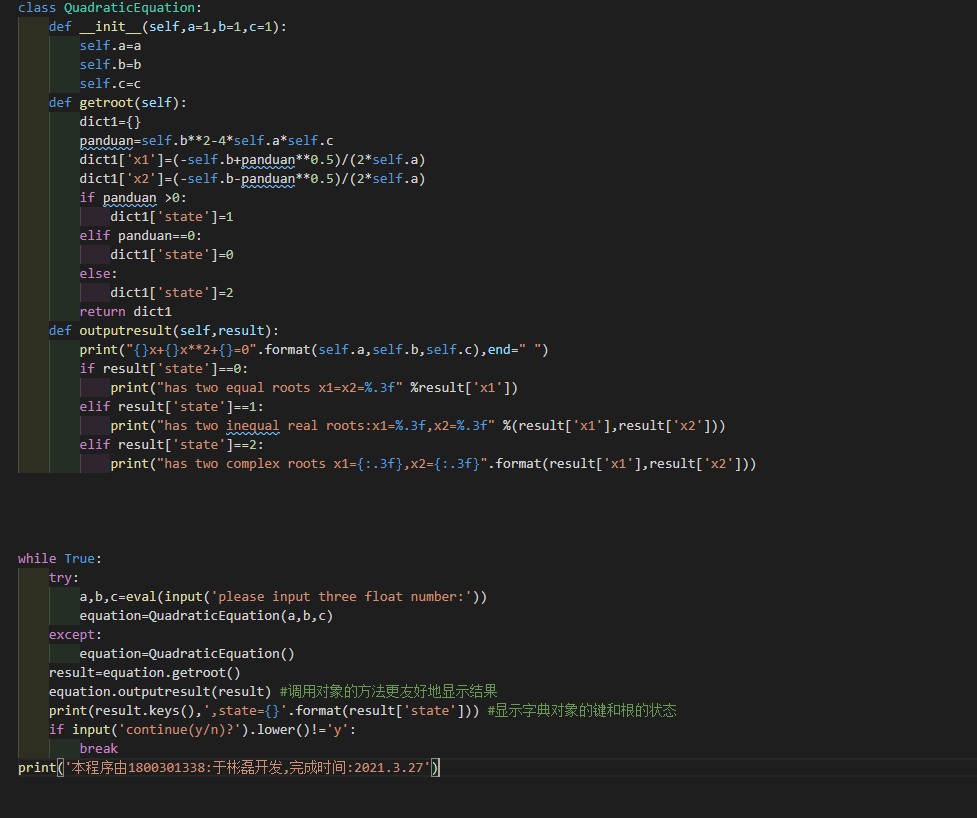 class QuadraticEquation:
    def __init__(self,a=1,b=1,c=1):
        self.a=a
        self.b=b
        self.c=c
    def getroot(self):
        dict1={}
        panduan=self.b**2-4*self.a*self.c
        dict1['x1']=(-self.b+panduan**0.5)/(2*self.a)
        dict1['x2']=(-self.b-panduan**0.5)/(2*self.a)
        if panduan >0:
            dict1['state']=1
        elif panduan==0:
            dict1['state']=0
        else:
            dict1['state']=2
        return dict1
    def outputresult(self,result):
        print("{}x+{}x**2+{}=0".format(self.a,self.b,self.c),end=" ")
        if result['state']==0:
            print("has two equal roots x1=x2=%.3f" %result['x1'])
        elif result['state']==1:
            print("has two inequal real roots:x1=%.3f,x2=%.3f" %(result['x1'],result['x2']))
        elif result['state']==2:
            print("has two complex roots x1={:.3f},x2={:.3f}".format(result['x1'],result['x2']))
while True:
    try:
        a,b,c=eval(input('please input three float number:'))
        equation=QuadraticEquation(a,b,c)
    except:
        equation=QuadraticEquation()
    result=equation.getroot()
    equation.outputresult(result) #调用对象的方法更友好地显示结果
    print(result.keys(),',state={}'.format(result['state'])) #显示字典对象的键和根的状态
    if input('continue(y/n)?').lower()!='y':
        break
print('本程序由1800301338:于彬磊开发,完成时间:2021.3.27')